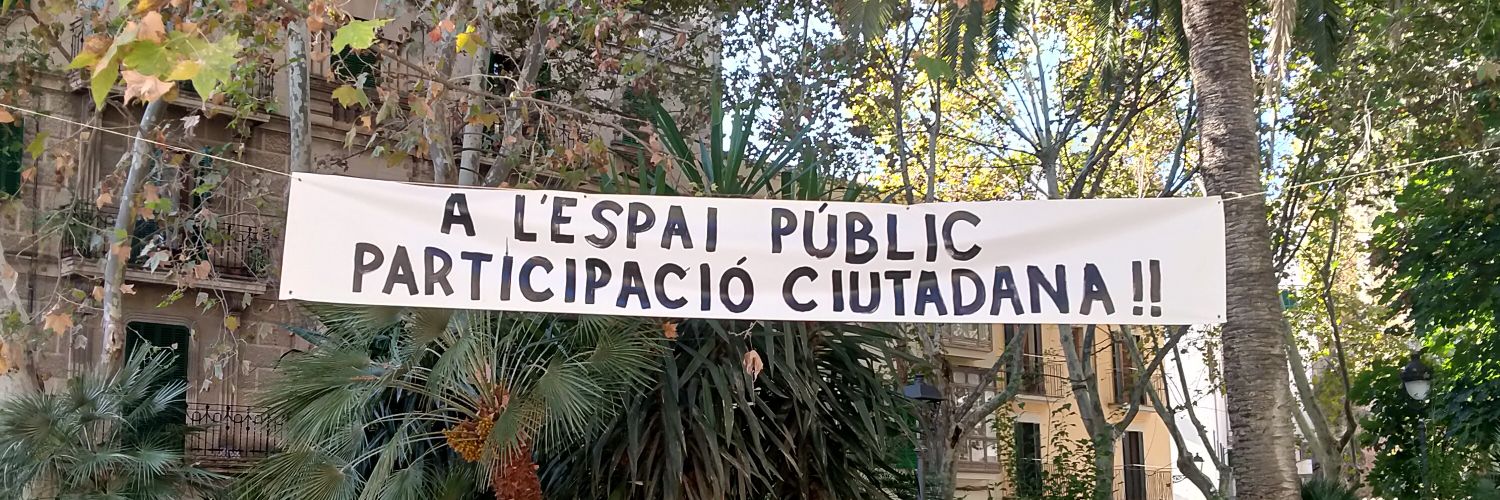 A L'ESPAI PÚBLIC
PARTICIPACIÓ CIUTADANA!!